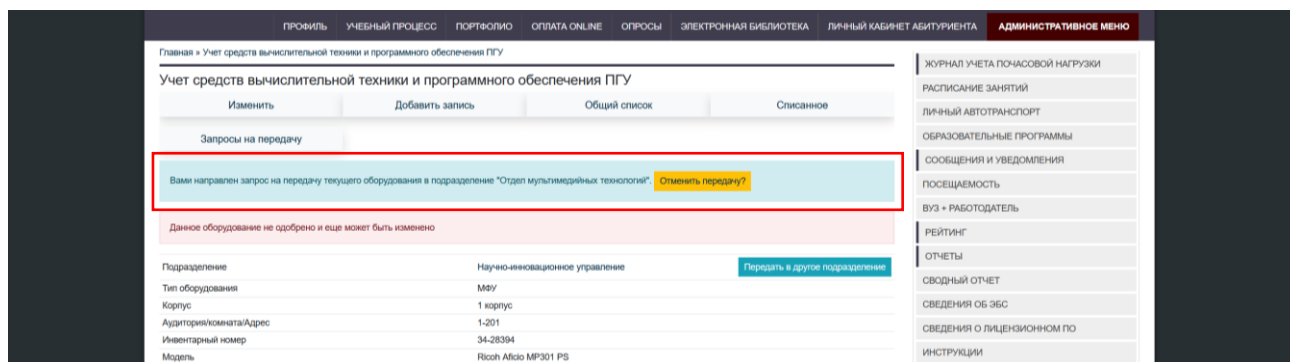 ПРОФИЛЬ УЧЕБНЫЙ ПРОЦЕСС ПОРТФОЛИО ОПЛАТА ONLINE ОПРОСЫ ЭЛЕКТРОННАЯ БИБЛИОТЕКА ЛИЧНЫЙ КАБИНЕТ АБИТУРИЕНТА АДМИНИСТРАТИВНОЕ МЕНЮ
Главная » Учет средств вычислительной техники и программного обеспечения ПГУ
Учет средств вычислительной техники и программного обеспечения ПГУ
Изменить Добавить запись Общий список Списанное
Запросы на передачу
Вами направлен запрос на передачу текущего оборудования в подразделение "Отдел мультимедийных технологий". Отменить передачу?
Данное оборудование не одобрено и еще может быть изменено
Подразделение Научно-инновационное управление Передать в другое подразделение
Тип оборудования МФУ
Корпус 1 корпус
Аудитория/комната/Адрес 1-201
Инвентарный номер 34-28394
Модель Ricoh Aficio MP301 PS
ЖУРНАЛ УЧЕТА ПОЧАСОВОЙ НАГРУЗКИ
РАСПИСАНИЕ ЗАНЯТИЙ
ЛИЧНЫЙ АВТОТРАНСПОРТ
ОБРАЗОВАТЕЛЬНЫЕ ПРОГРАММЫ
СООБЩЕНИЯ И УВЕДОМЛЕНИЯ
ПОСЕЩАЕМОСТЬ
ВУЗ + РАБОТОДАТЕЛЬ
РЕЙТИНГ
ОТЧЕТЫ
СВОДНЫЙ ОТЧЕТ
СВЕДЕНИЯ ОБ ЭБС
СВЕДЕНИЯ О ЛИЦЕНЗИОННОМ ПО
ИНСТРУКЦИИ